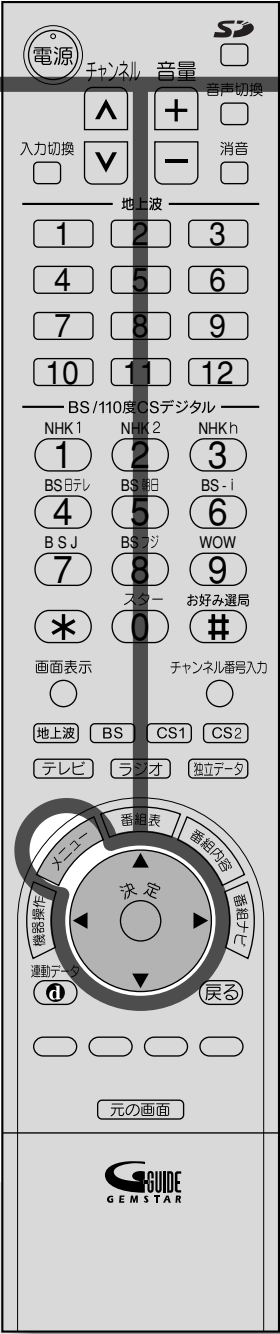 SD
電源
チャンネル 音量
音声切換
入力切換
消音
地上波
1 2 3
4 5 6
7 8 9
10 11 12
BS/110度CSデジタル
NHK1 NHK2 NHKh
1 2 3
BS日テレ BS朝日 BS-i
4 5 6
BSJ BSフジ WOW
7 8 9
スター お好み選局
* 0 #
画面表示 チャンネル番号入力
地上波 BS CS1 CS2
テレビ ラジオ 独立データ
番組表
メニュー 番組内容
決定
機器操作 番組ナビ
連動データ
d 戻る
元の画面
G-GUIDE
GEMSTAR